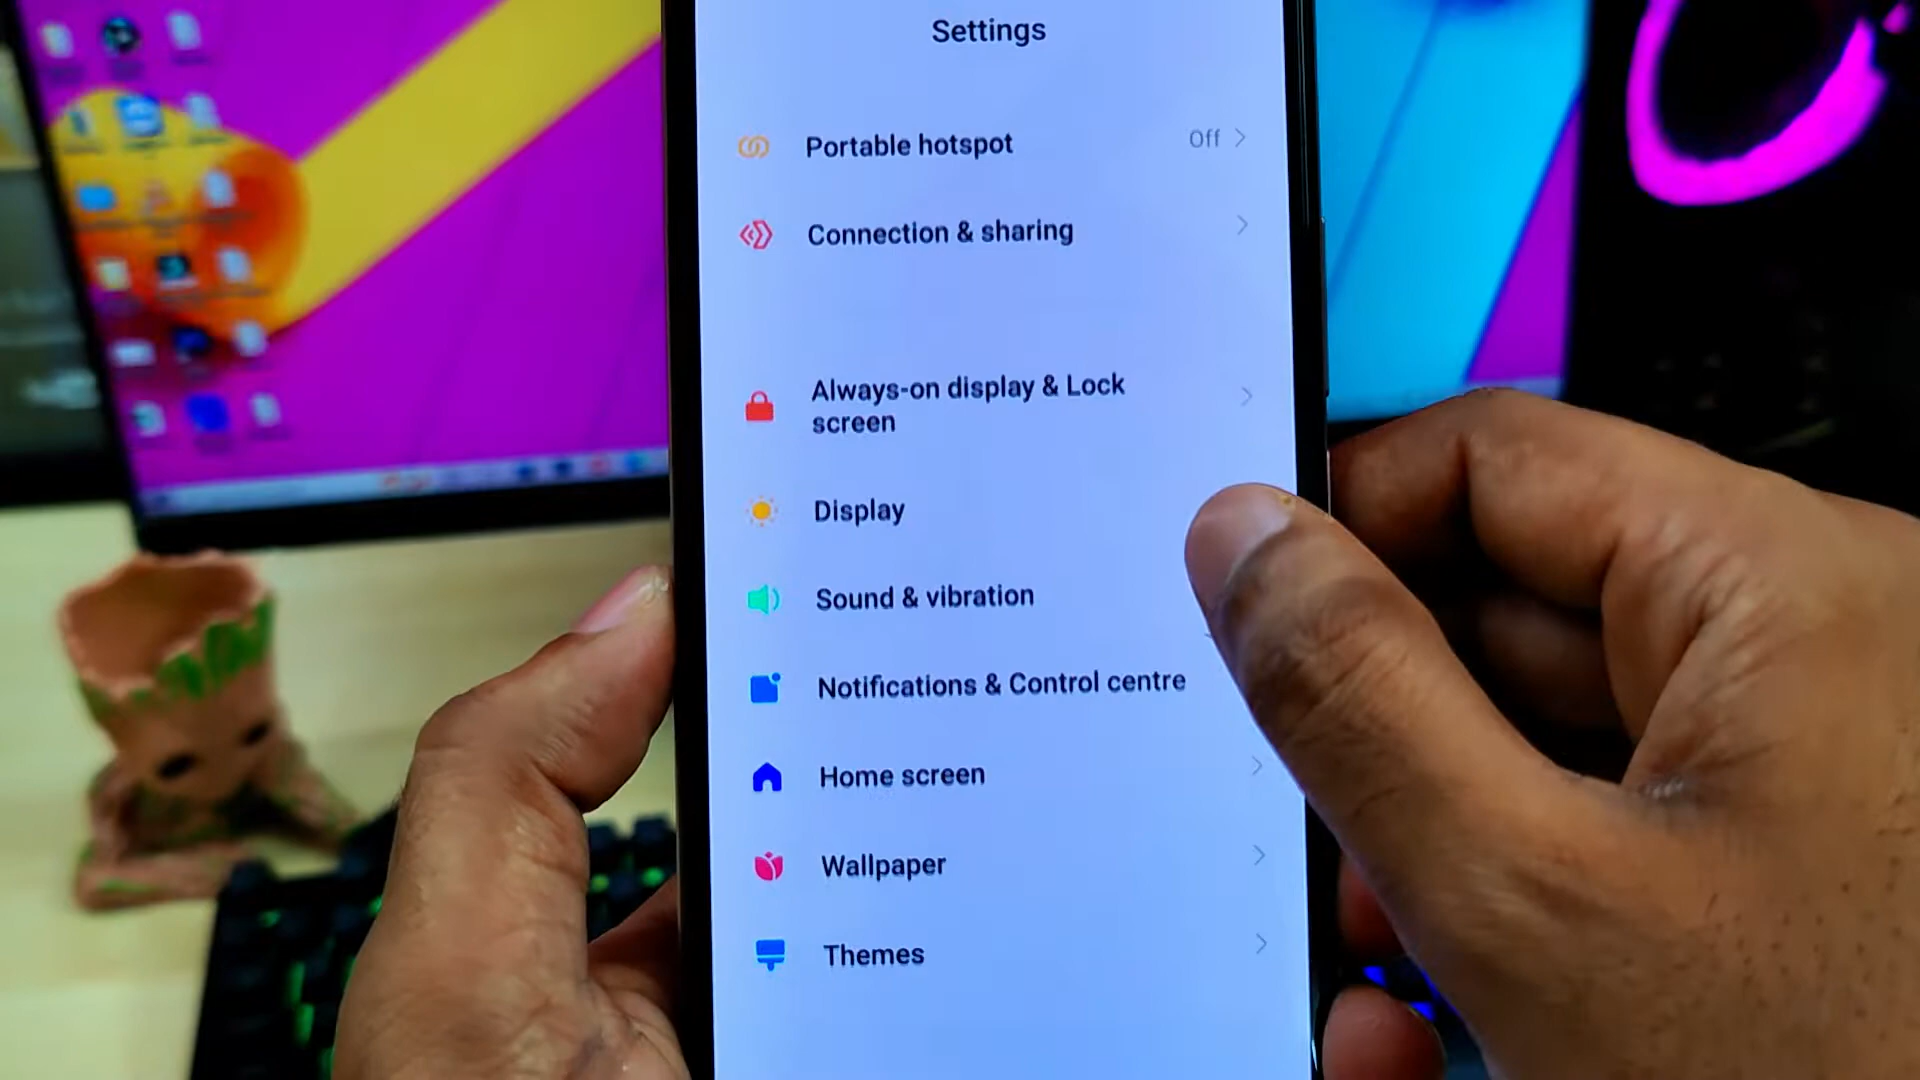 Settings
Portable hotspot
Off
Connection & sharing
Always-on display & Lock
screen
Display
Sound & vibration
Notifications & Control centre
Home screen
Wallpaper
Themes